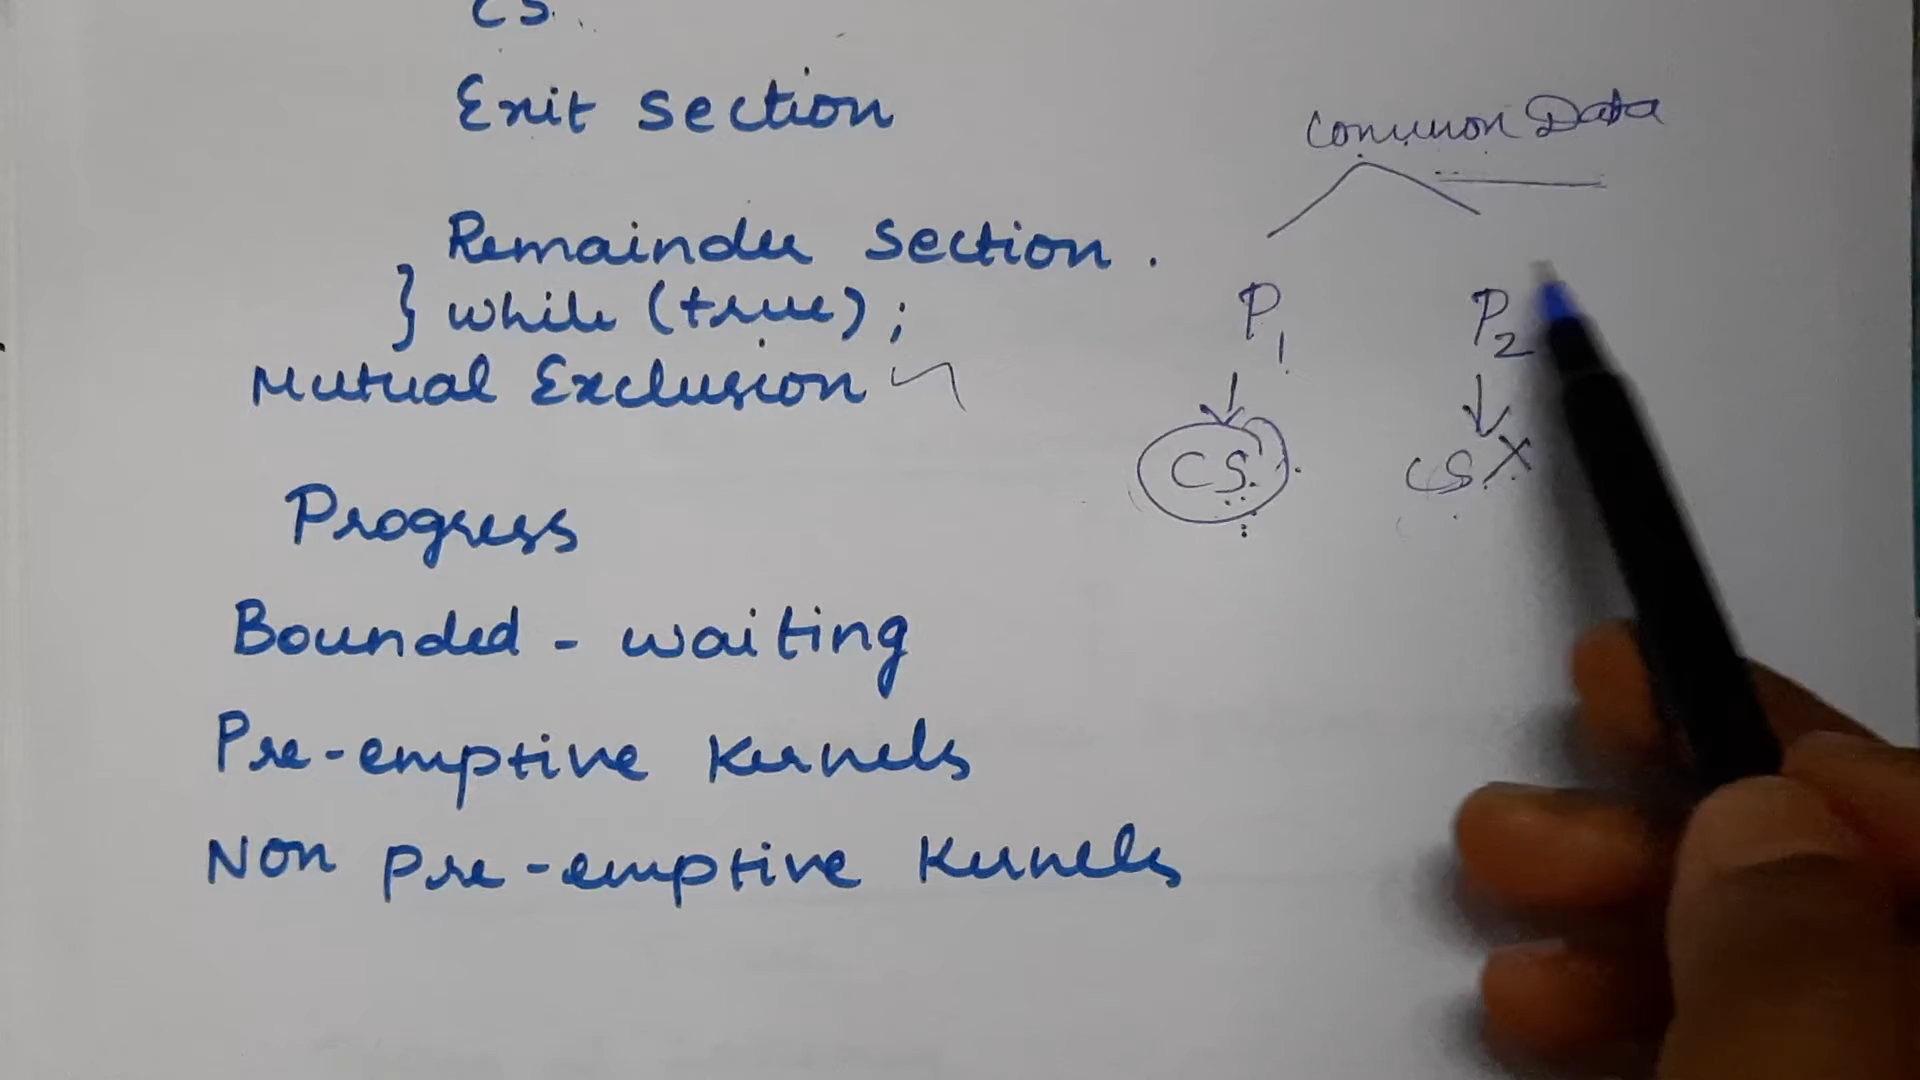 CS.
Exit section
Remainder section.
} while (true);
Mutual Exclusion
Progress
Bounded - waiting
Pre-emptive Kernels
Non pre-emptive Kernels
Common Data
P1 P2
CS. CS X